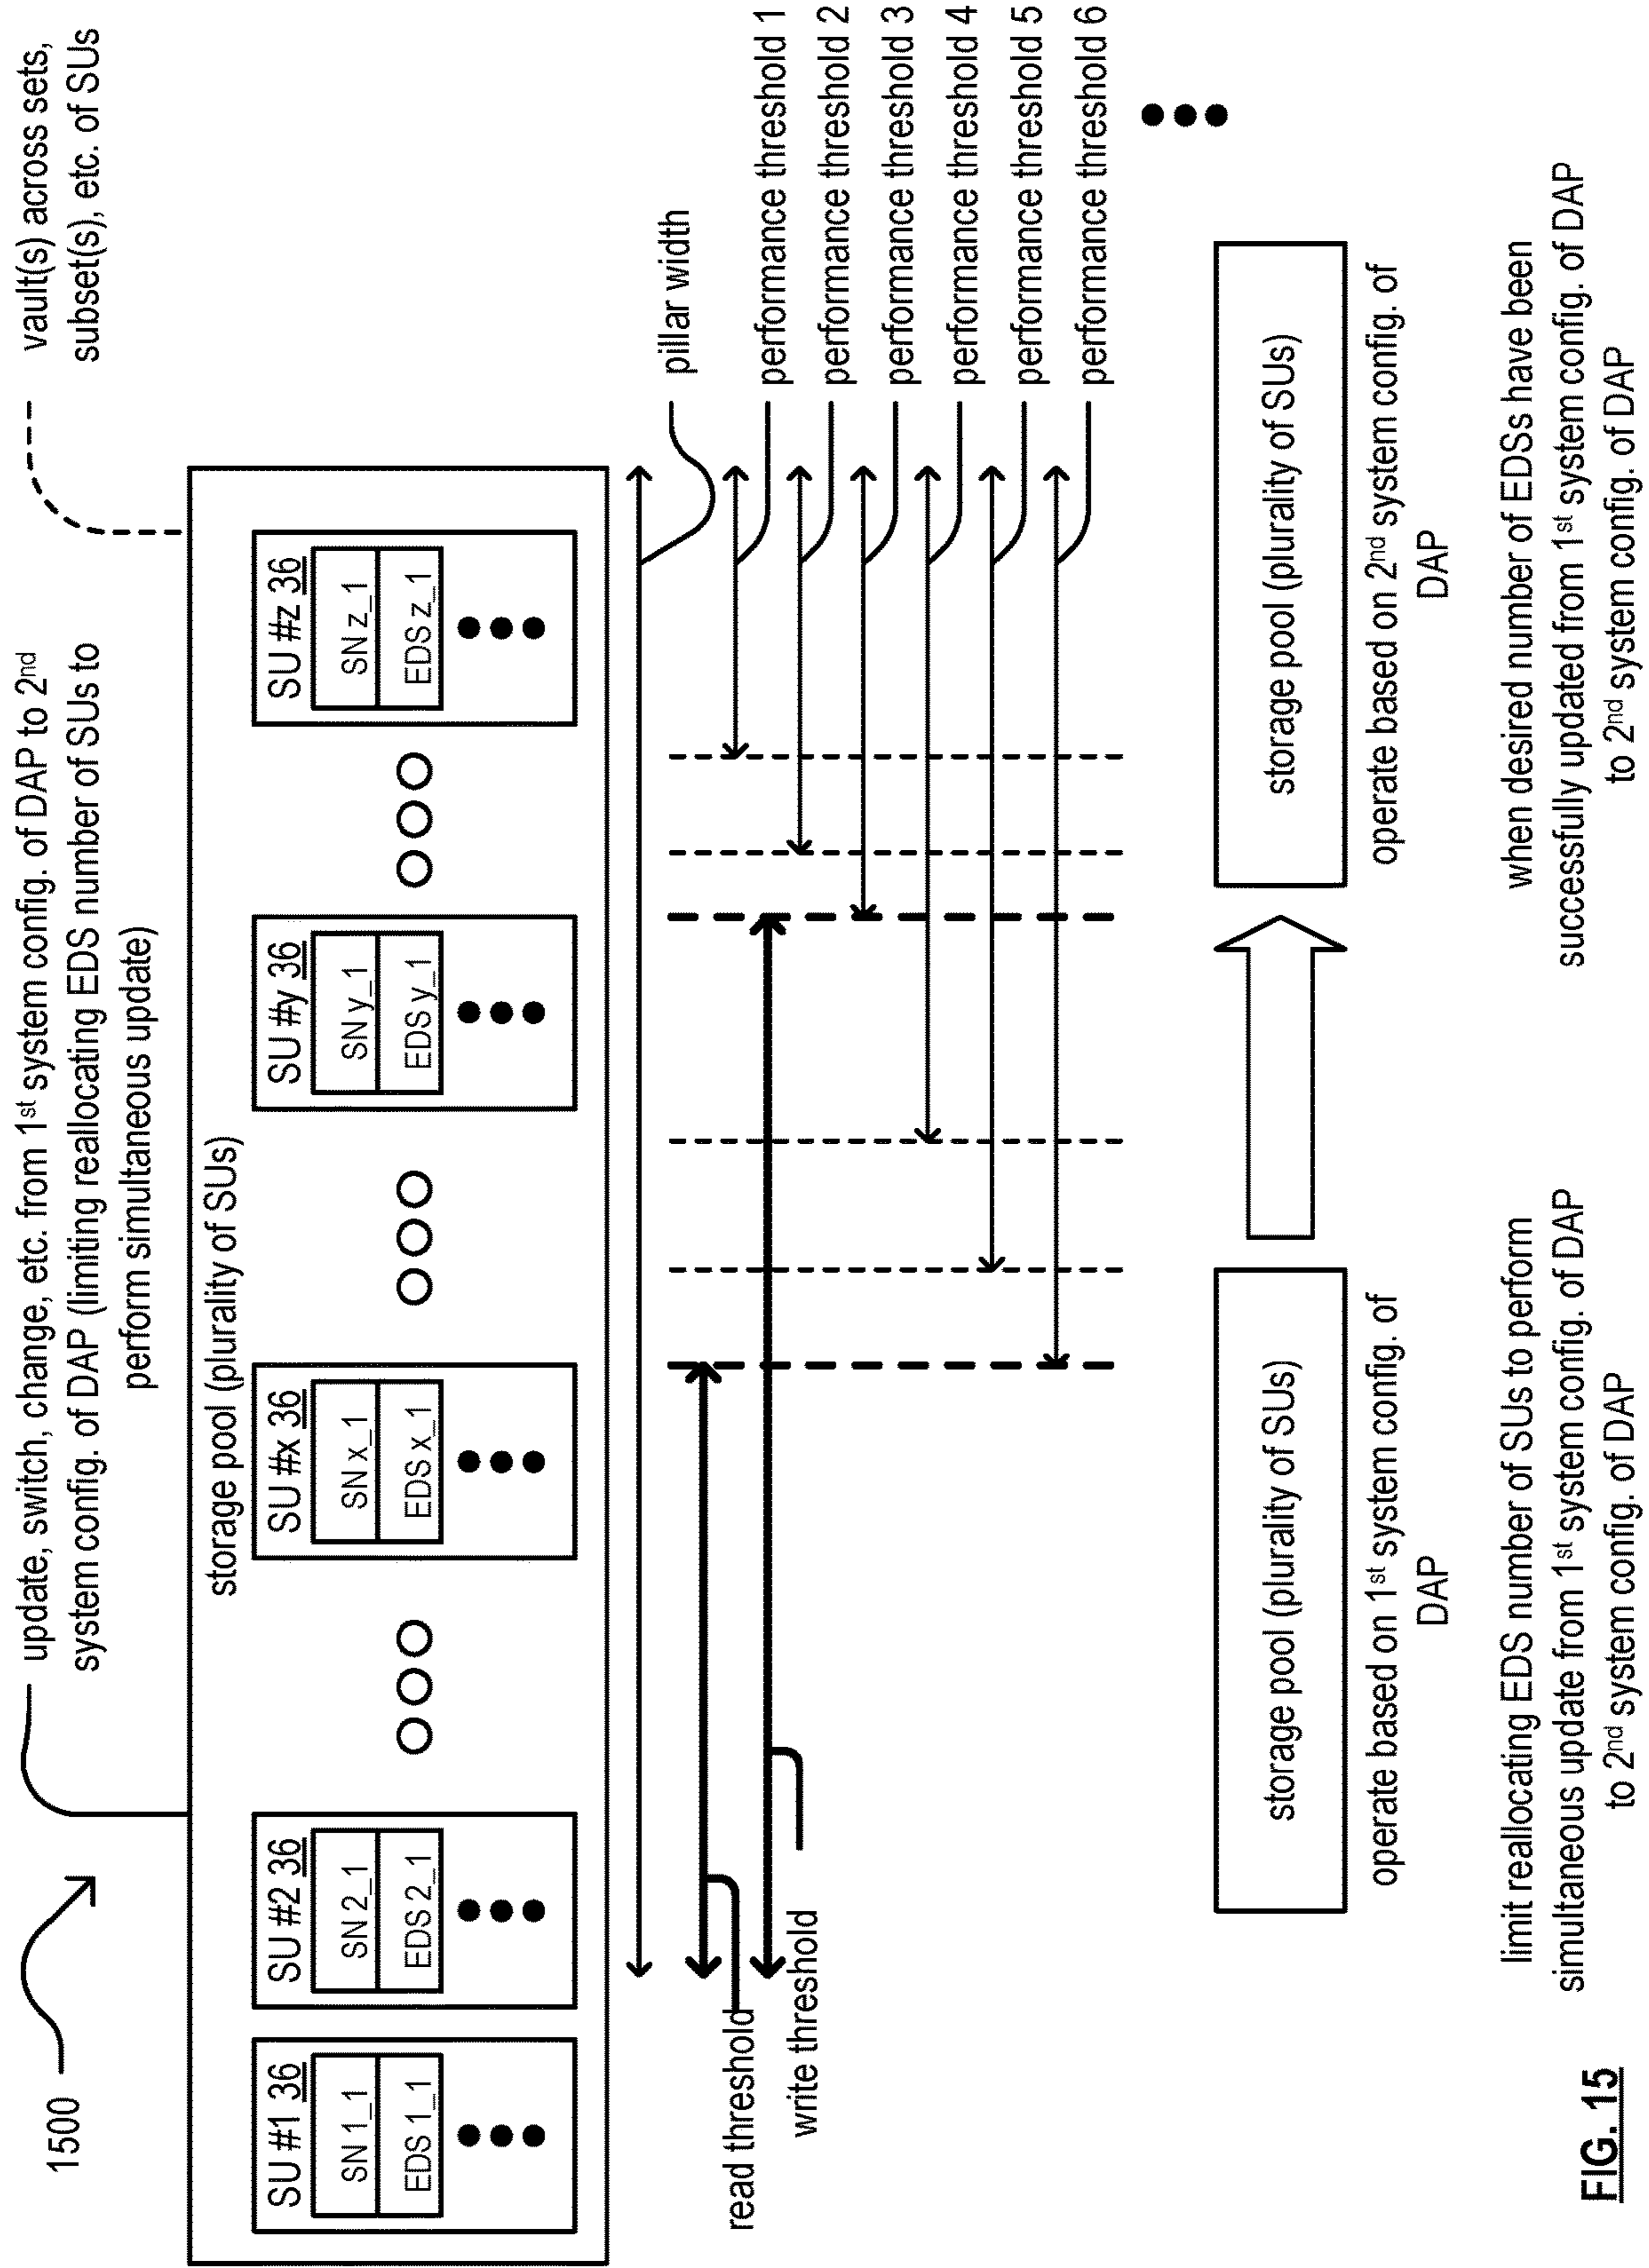 1500
update, switch, change, etc. from 1st system config. of DAP to 2nd
system config. of DAP (limiting reallocating EDS number of SUs to
perform simultaneous update)
vault(s) across sets,
subset(s), etc. of SUs
storage pool (plurality of SUs)
SU #1 36
SN 1_1
EDS 1_1
SU #2 36
SN 2_1
EDS 2_1
SU #x 36
SN x_1
EDS x_1
SU #y 36
SN y_1
EDS y_1
SU #z 36
SN z_1
EDS z_1
pillar width
read threshold
write threshold
performance threshold 1
performance threshold 2
performance threshold 3
performance threshold 4
performance threshold 5
performance threshold 6
storage pool (plurality of SUs)
operate based on 1st system config. of
DAP
limit reallocating EDS number of SUs to perform
simultaneous update from 1st system config. of DAP
to 2nd system config. of DAP
storage pool (plurality of SUs)
operate based on 2nd system config. of
DAP
when desired number of EDSs have been
successfully updated from 1st system config. of DAP
to 2nd system config. of DAP
FIG. 15